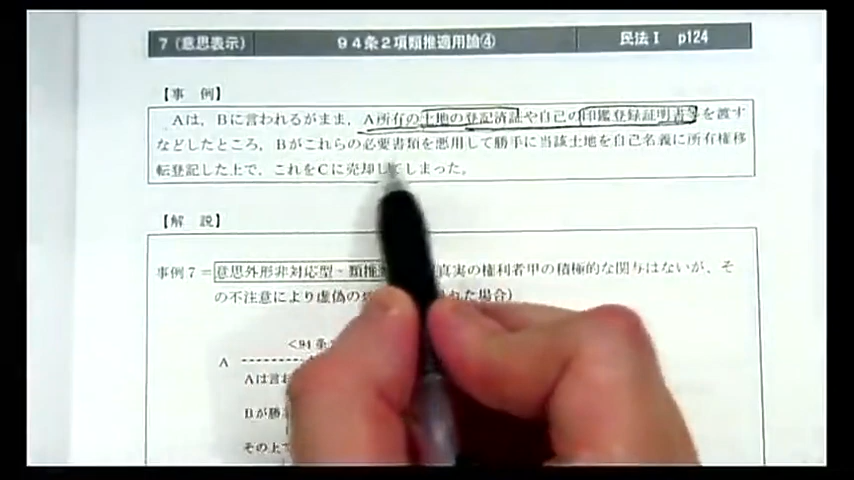 7（意思表示） 94条2項類推適用論④ 民法Ⅰ p124
【事 例】
Aは、Bに言われるがまま、A所有の土地の登記済証や自己の印鑑登録証明書等を渡す
などしたところ、Bがこれらの必要書類を悪用して勝手に当該土地を自己名義に所有権移
転登記した上で、これをCに売却してしまった。
【解 説】
事例7＝意思外形非対応型－類推 真実の権利者甲の積極的な関与はないが、そ
の不注意により虚偽の れた場合）
<94条
A
Aは言わ
Bが勝
その上で